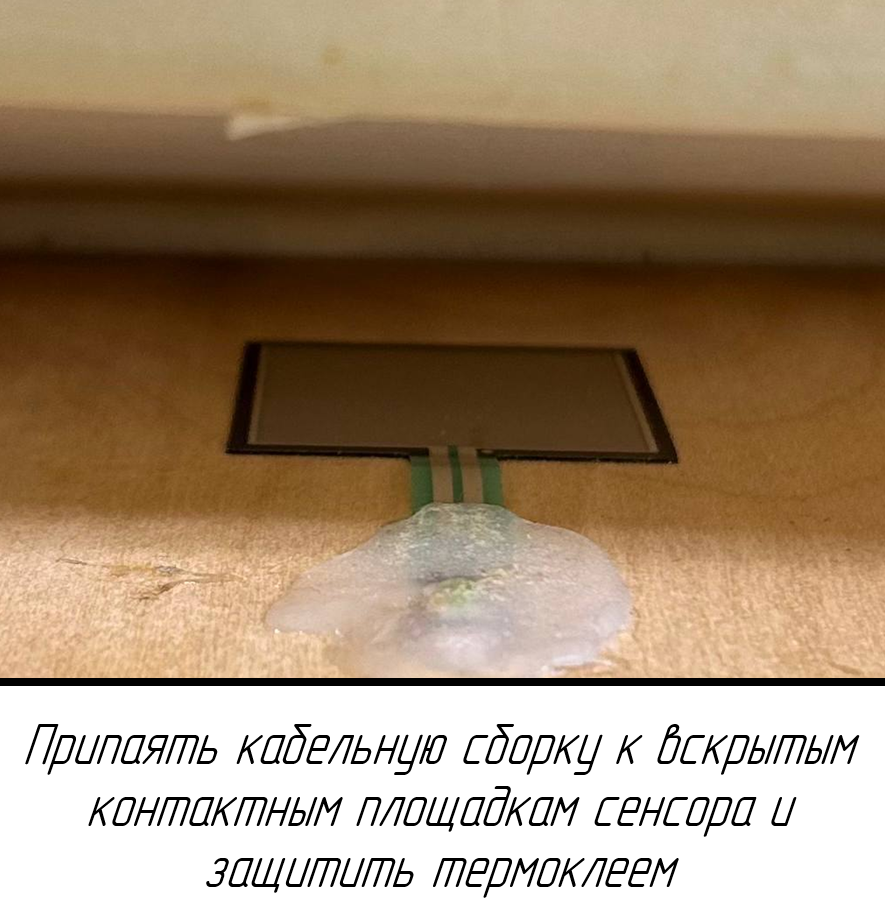 Припаять кабельную сборку к вскрытым
контактным площадкам сенсора и
защитить термоклеем